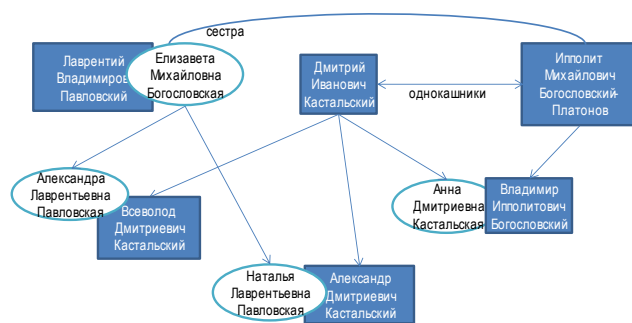 сестра
Лаврентий
Владимиров
Павловский
Елизавета
Михайловна
Богословская
Дмитрий
Иванович
Кастальский
однокашники
Ипполит
Михайлович
Богословский-
Платонов
Александра
Лаврентьевна
Павловская
Всеволод
Дмитриевич
Кастальский
Анна
Дмитриевна
Кастальская
Владимир
Ипполитович
Богословский
Наталья
Лаврентьевна
Павловская
Александр
Дмитриевич
Кастальский